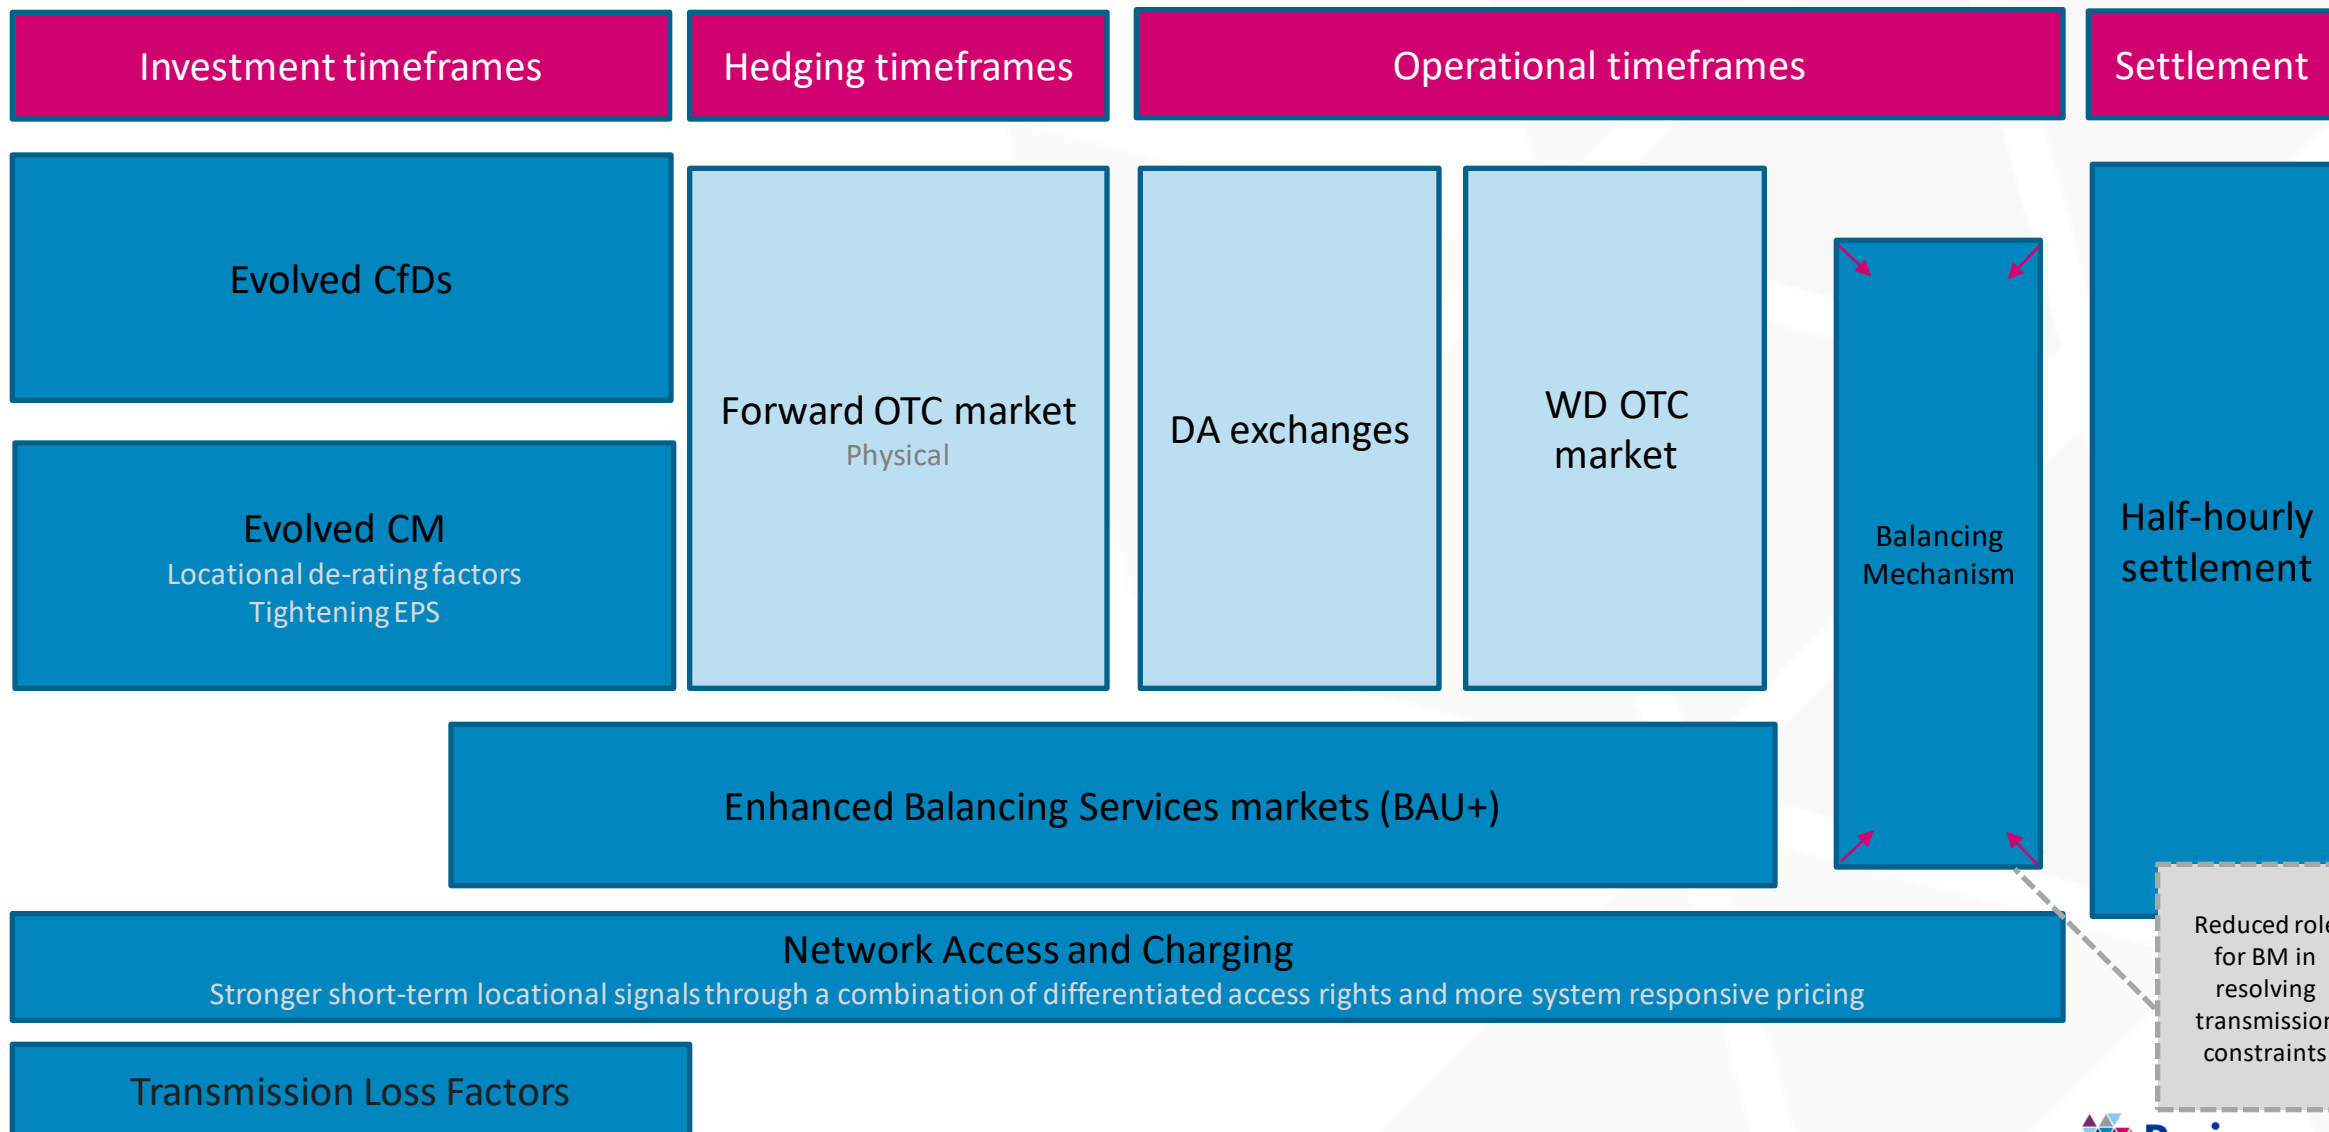 Investment timeframes
Hedging timeframes
Operational timeframes
Settlement
Evolved CfDs
Evolved CM
Locational de-rating factors
Tightening EPS
Forward OTC market
Physical
DA exchanges
WD OTC
market
Balancing
Mechanism
Half-hourly
settlement
Enhanced Balancing Services markets (BAU+)
Network Access and Charging
Stronger short-term locational signals through a combination of differentiated access rights and more system responsive pricing
Reduced role
for BM in
resolving
transmission
constraints
Transmission Loss Factors